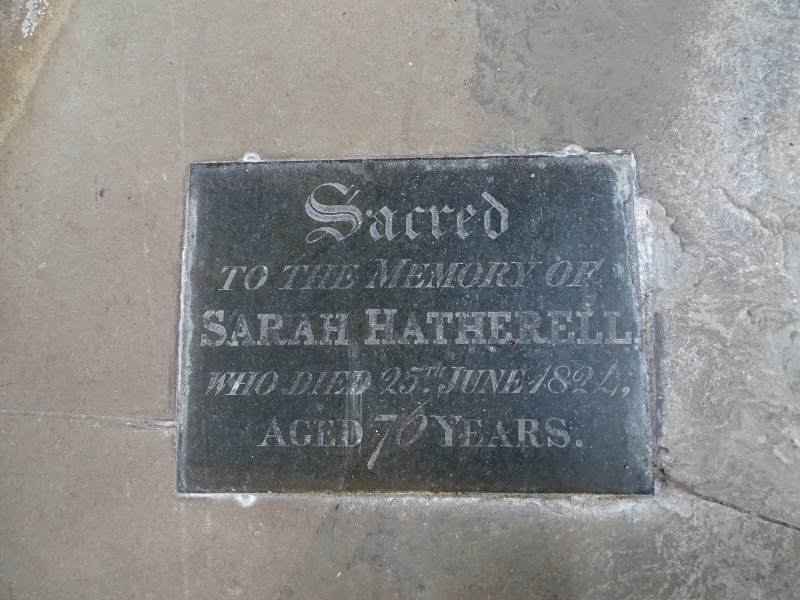 Sacred
TO THE MEMORY OF
SARAH HATHERELL,
WHO DIED 25TH JUNE 1824,
AGED 76 YEARS.